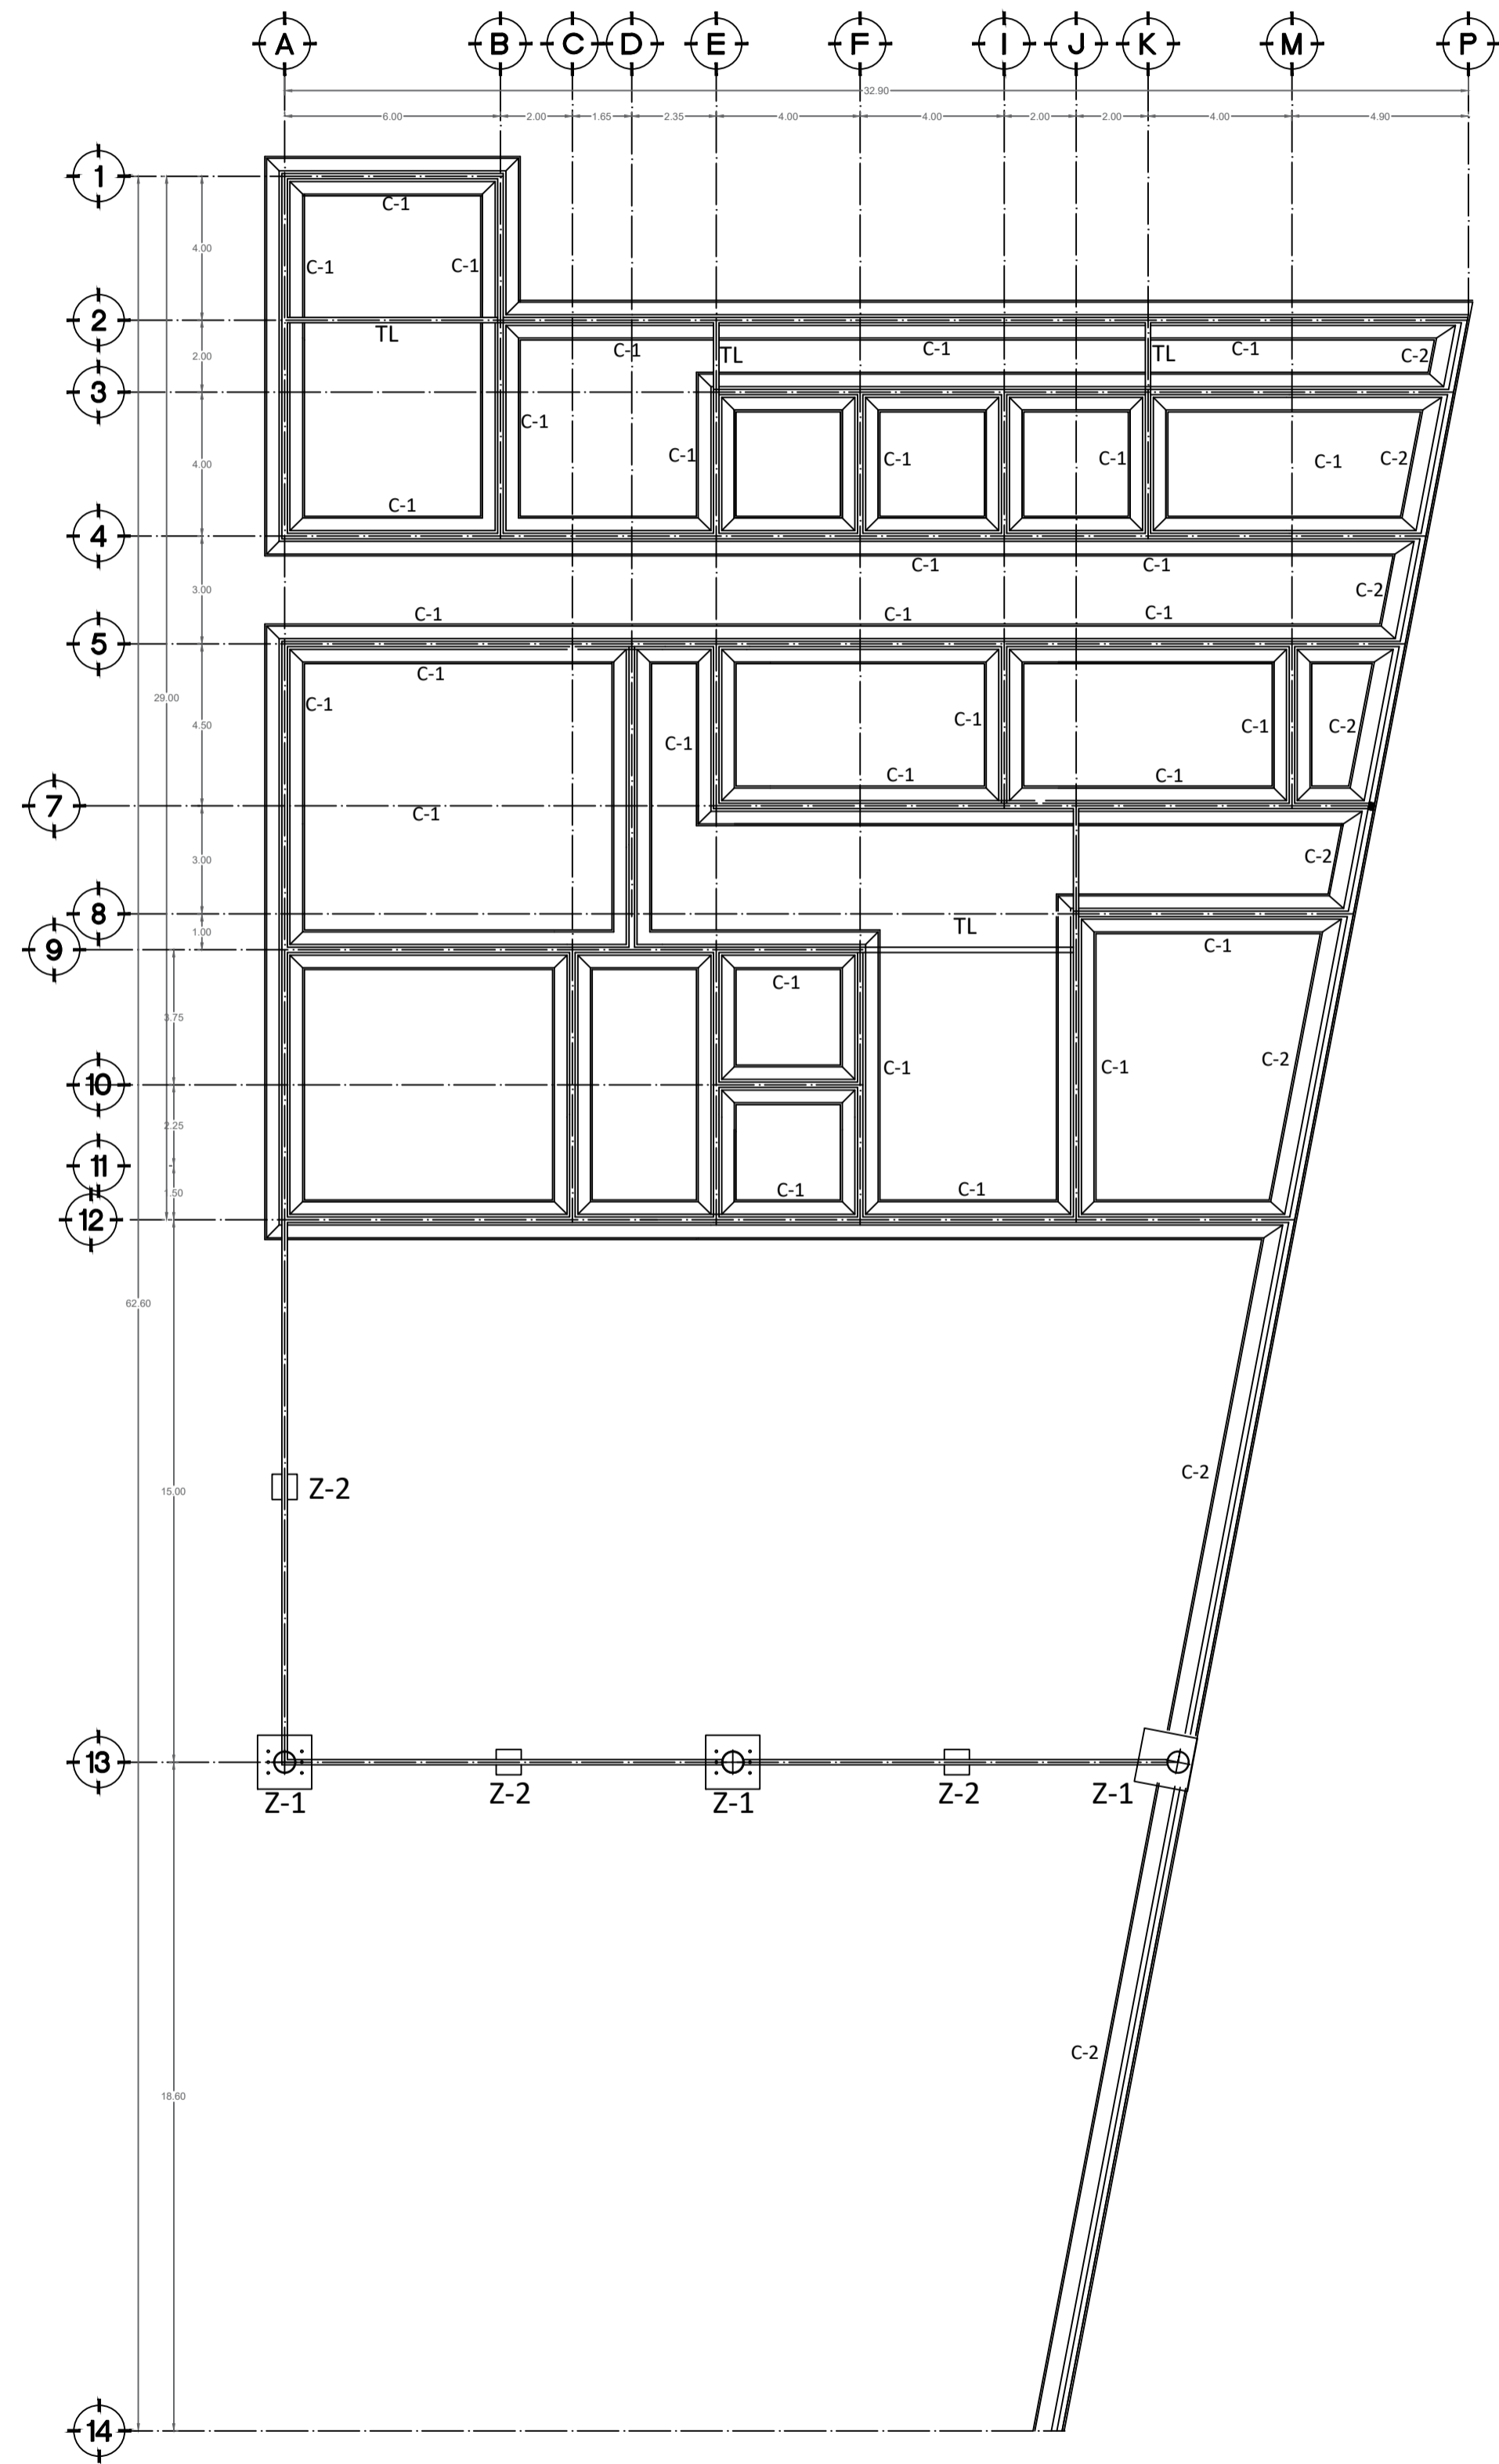 A B C D E F I J K M P
32.90
6.00 2.00 1.65 2.35 4.00 4.00 2.00 2.00 4.00 4.90
1
C-1
4.00
C-1 C-1
2
TL
C-1 TL C-1 TL C-1 C-2
2.00
3
C-1
C-1 C-1 C-1 C-1 C-2
4.00
C-1
4
C-1 C-1
3.00
C-2
C-1 C-1 C-1
5
C-1
29.00
C-1
4.50
C-1 C-1 C-1 C-2
C-1 C-1
7
C-1
3.00
C-2
8
TL
1.00
C-1
9
C-1
3.75
C-1 C-1 C-2
10
2.25
11
1.50
C-1 C-1
12
62.60
C-2
Z-2
15.00
13
Z-1 Z-2 Z-1 Z-2 Z-1
C-2
18.60
14